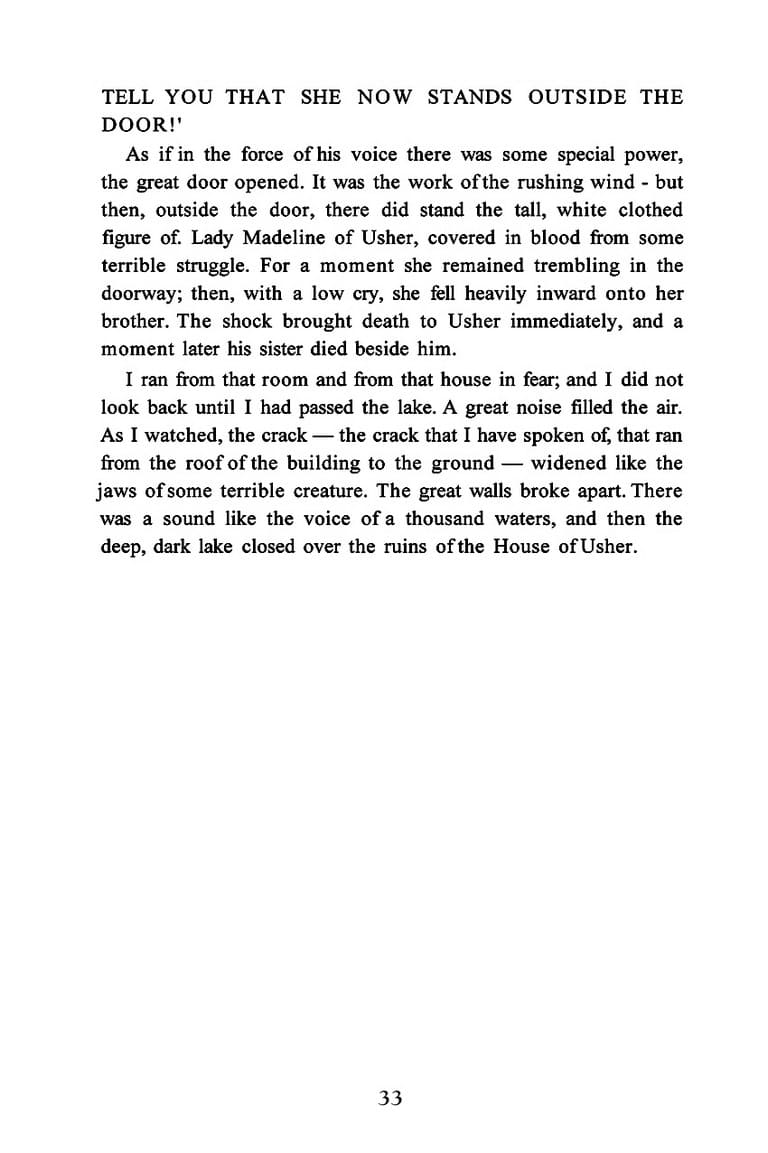 TELL YOU THAT SHE NOW STANDS OUTSIDE THE
DOOR!'
As if in the force of his voice there was some special power,
the great door opened. It was the work of the rushing wind - but
then, outside the door, there did stand the tall, white clothed
figure of. Lady Madeline of Usher, covered in blood from some
terrible struggle. For a moment she remained trembling in the
doorway; then, with a low cry, she fell heavily inward onto her
brother. The shock brought death to Usher immediately, and a
moment later his sister died beside him.
I ran from that room and from that house in fear; and I did not
look back until I had passed the lake. A great noise filled the air.
As I watched, the crack — the crack that I have spoken of, that ran
from the roof of the building to the ground — widened like the
jaws of some terrible creature. The great walls broke apart. There
was a sound like the voice of a thousand waters, and then the
deep, dark lake closed over the ruins of the House of Usher.
33